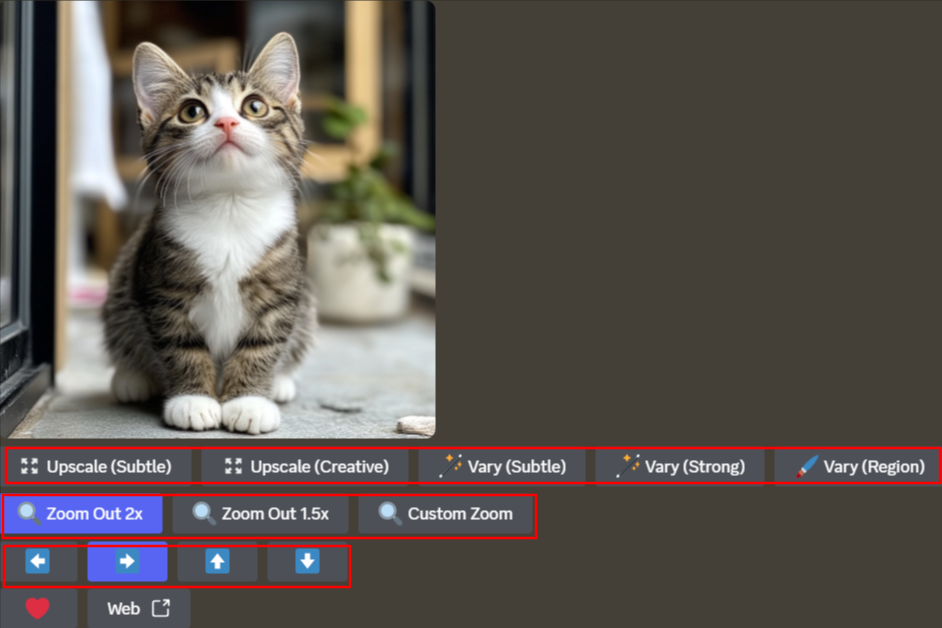 Upscale (Subtle) Upscale (Creative) Vary (Subtle) Vary (Strong) Vary (Region)
Zoom Out 2x Zoom Out 1.5x Custom Zoom
Web